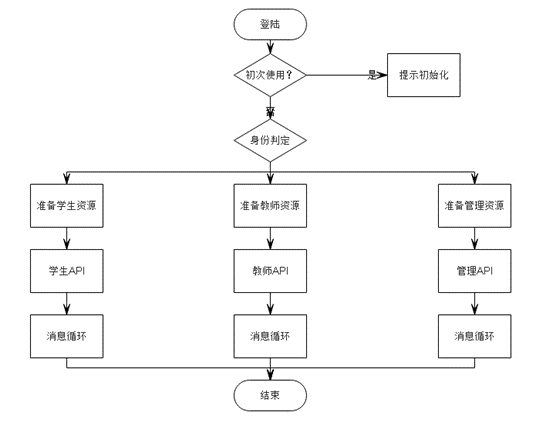 登陆
初次使用？
是
提示初始化
身份判定
准备学生资源
准备教师资源
准备管理资源
学生API
教师API
管理API
消息循环
消息循环
消息循环
结束